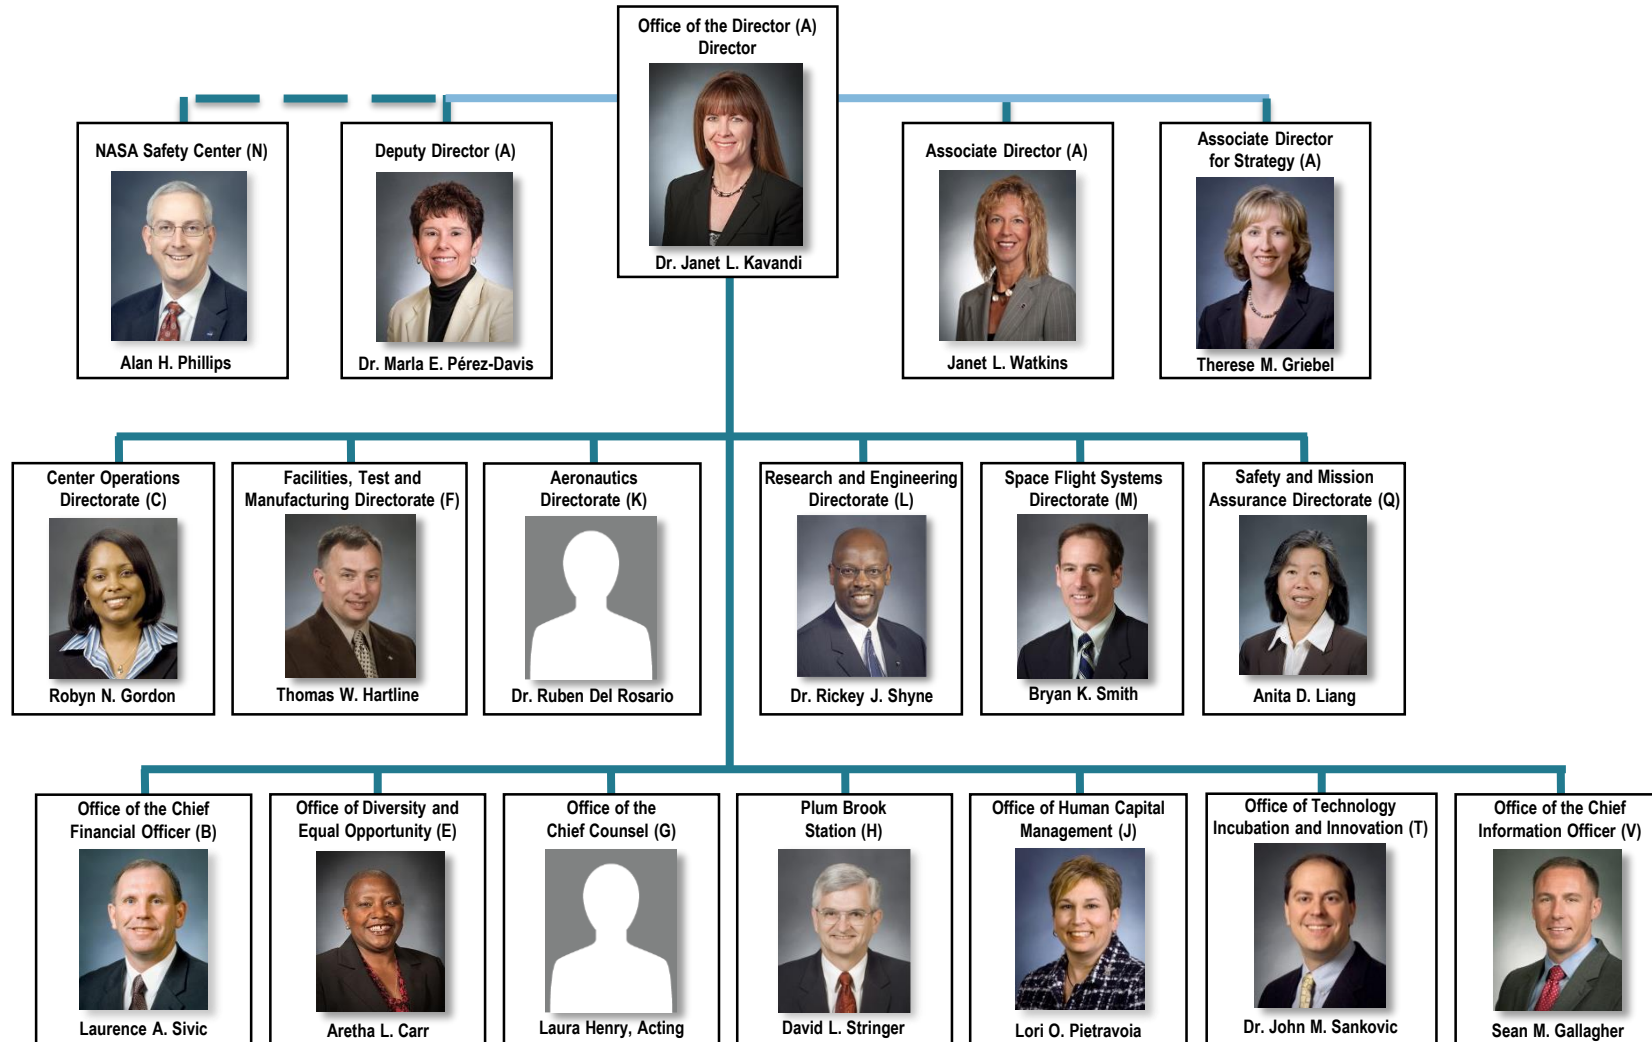 Office of the Director (A)
Director
Dr. Janet L. Kavandi
NASA Safety Center (N)
Alan H. Phillips
Deputy Director (A)
Dr. Marla E. Pérez-Davis
Associate Director (A)
Janet L. Watkins
Associate Director
for Strategy (A)
Therese M. Griebel
Center Operations
Directorate (C)
Robyn N. Gordon
Facilities, Test and
Manufacturing Directorate (F)
Thomas W. Hartline
Aeronautics
Directorate (K)
Dr. Ruben Del Rosario
Research and Engineering
Directorate (L)
Dr. Rickey J. Shyne
Space Flight Systems
Directorate (M)
Bryan K. Smith
Safety and Mission
Assurance Directorate (Q)
Anita D. Liang
Office of the Chief
Financial Officer (B)
Laurence A. Sivic
Office of Diversity and
Equal Opportunity (E)
Aretha L. Carr
Office of the
Chief Counsel (G)
Laura Henry, Acting
Plum Brook
Station (H)
David L. Stringer
Office of Human Capital
Management (J)
Lori O. Pietravoia
Office of Technology
Incubation and Innovation (T)
Dr. John M. Sankovic
Office of the Chief
Information Officer (V)
Sean M. Gallagher